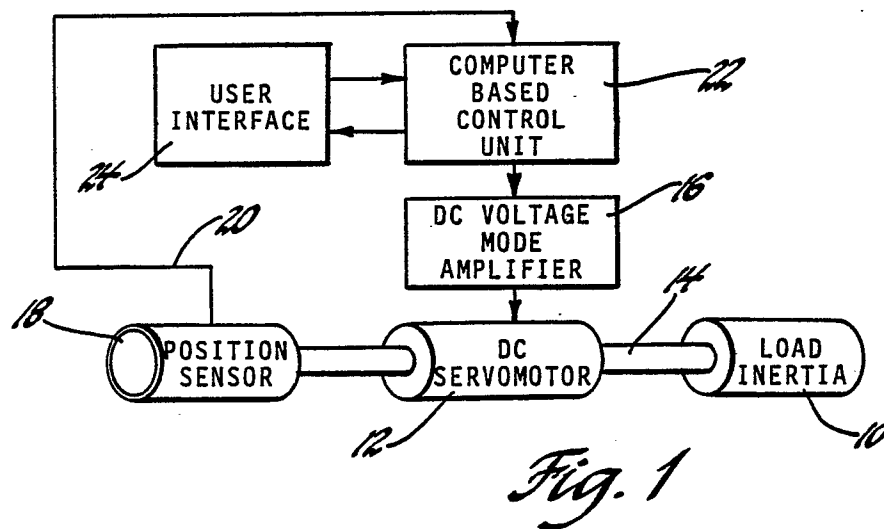 USER
INTERFACE
24
COMPUTER
BASED
CONTROL
UNIT
22
DC VOLTAGE
MODE
AMPLIFIER
16
20
18
POSITION
SENSOR
DC
SERVOMOTOR
12
14
LOAD
INERTIA
10
Fig. 1